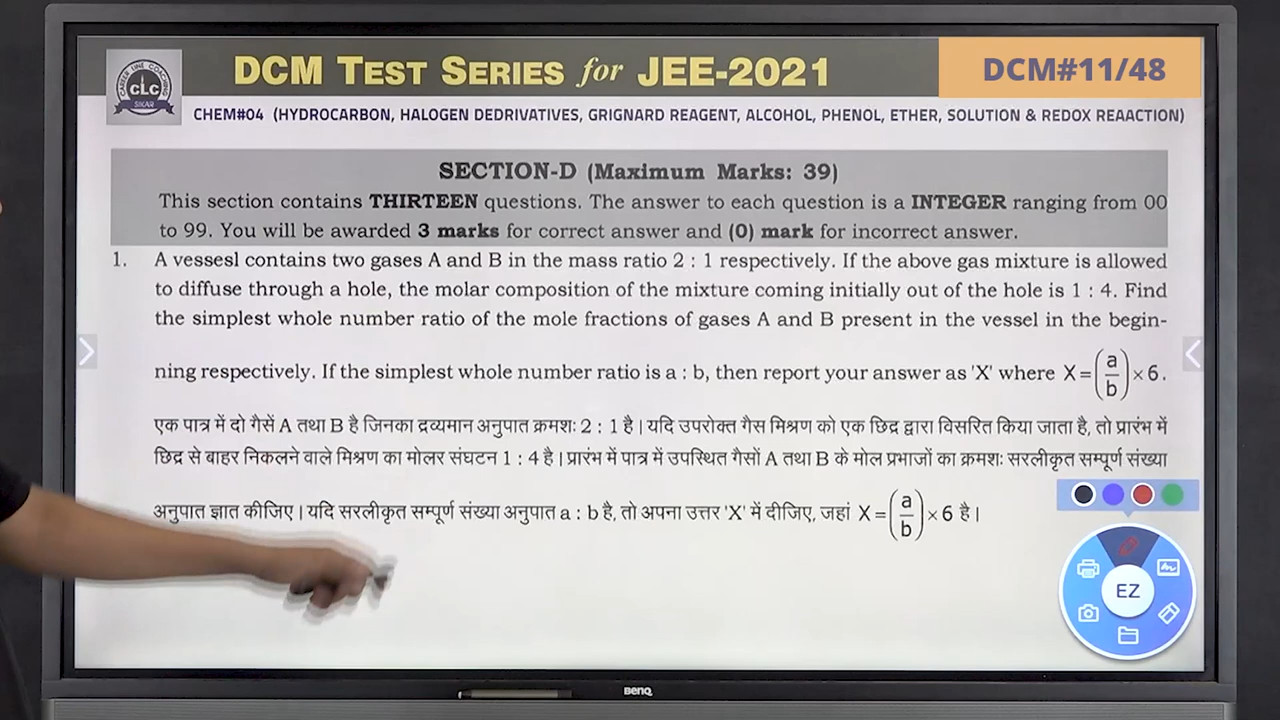 DCM TEST SERIES for JEE-2021
DCM#11/48
CAREER LINE COACHING
CLC
SIKAR
CHEM#04 (HYDROCARBON, HALOGEN DEDRIVATIVES, GRIGNARD REAGENT, ALCOHOL, PHENOL, ETHER, SOLUTION & REDOX REAACTION)
SECTION-D (Maximum Marks: 39)
This section contains THIRTEEN questions. The answer to each question is a INTEGER ranging from 00
to 99. You will be awarded 3 marks for correct answer and (0) mark for incorrect answer.
1. A vessesl contains two gases A and B in the mass ratio 2 : 1 respectively. If the above gas mixture is allowed
to diffuse through a hole, the molar composition of the mixture coming initially out of the hole is 1 : 4. Find
the simplest whole number ratio of the mole fractions of gases A and B present in the vessel in the begin-
ning respectively. If the simplest whole number ratio is a : b, then report your answer as 'X' where X=(a/b)×6.
एक पात्र में दो गैसें A तथा B है जिनका द्रव्यमान अनुपात क्रमशः 2 : 1 है। यदि उपरोक्त गैस मिश्रण को एक छिद्र द्वारा विसरित किया जाता है, तो प्रारंभ में
छिद्र से बाहर निकलने वाले मिश्रण का मोलर संघटन 1 : 4 है। प्रारंभ में पात्र में उपस्थित गैसों A तथा B के मोल प्रभाजों का क्रमशः सरलीकृत सम्पूर्ण संख्या
अनुपात ज्ञात कीजिए। यदि सरलीकृत सम्पूर्ण संख्या अनुपात a : b है, तो अपना उत्तर 'X' में दीजिए, जहां X=(a/b)×6 है।
EZ
BenQ